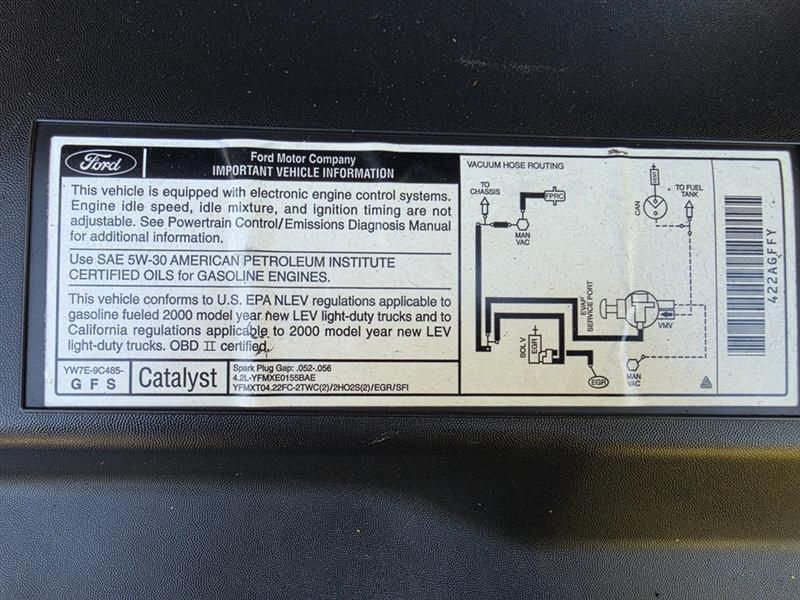 Ford
Ford Motor Company
IMPORTANT VEHICLE INFORMATION
This vehicle is equipped with electronic engine control systems.
Engine idle speed, idle mixture, and ignition timing are not
adjustable. See Powertrain Control/Emissions Diagnosis Manual
for additional information.
Use SAE 5W-30 AMERICAN PETROLEUM INSTITUTE
CERTIFIED OILS for GASOLINE ENGINES.
This vehicle conforms to U.S. EPA NLEV regulations applicable to
gasoline fueled 2000 model year new LEV light-duty trucks and to
California regulations applicable to 2000 model year new LEV
light-duty trucks. OBD II certified.
YW7E-9C485-
G F S
Catalyst
Spark Plug Gap: .052-.056
4.2L-YFMXE0155BAE
YFMXT04.22FC-2TWC(2)/2HO2S(2)/EGR/SFI
VACUUM HOSE ROUTING
TO
CHASSIS
FPRC
MAN
VAC
VENT
CAN
TO FUEL
TANK
EVAP
SERVICE PORT
VMV
SOL V
EGR
EGR
MAN
VAC
422AGFFY